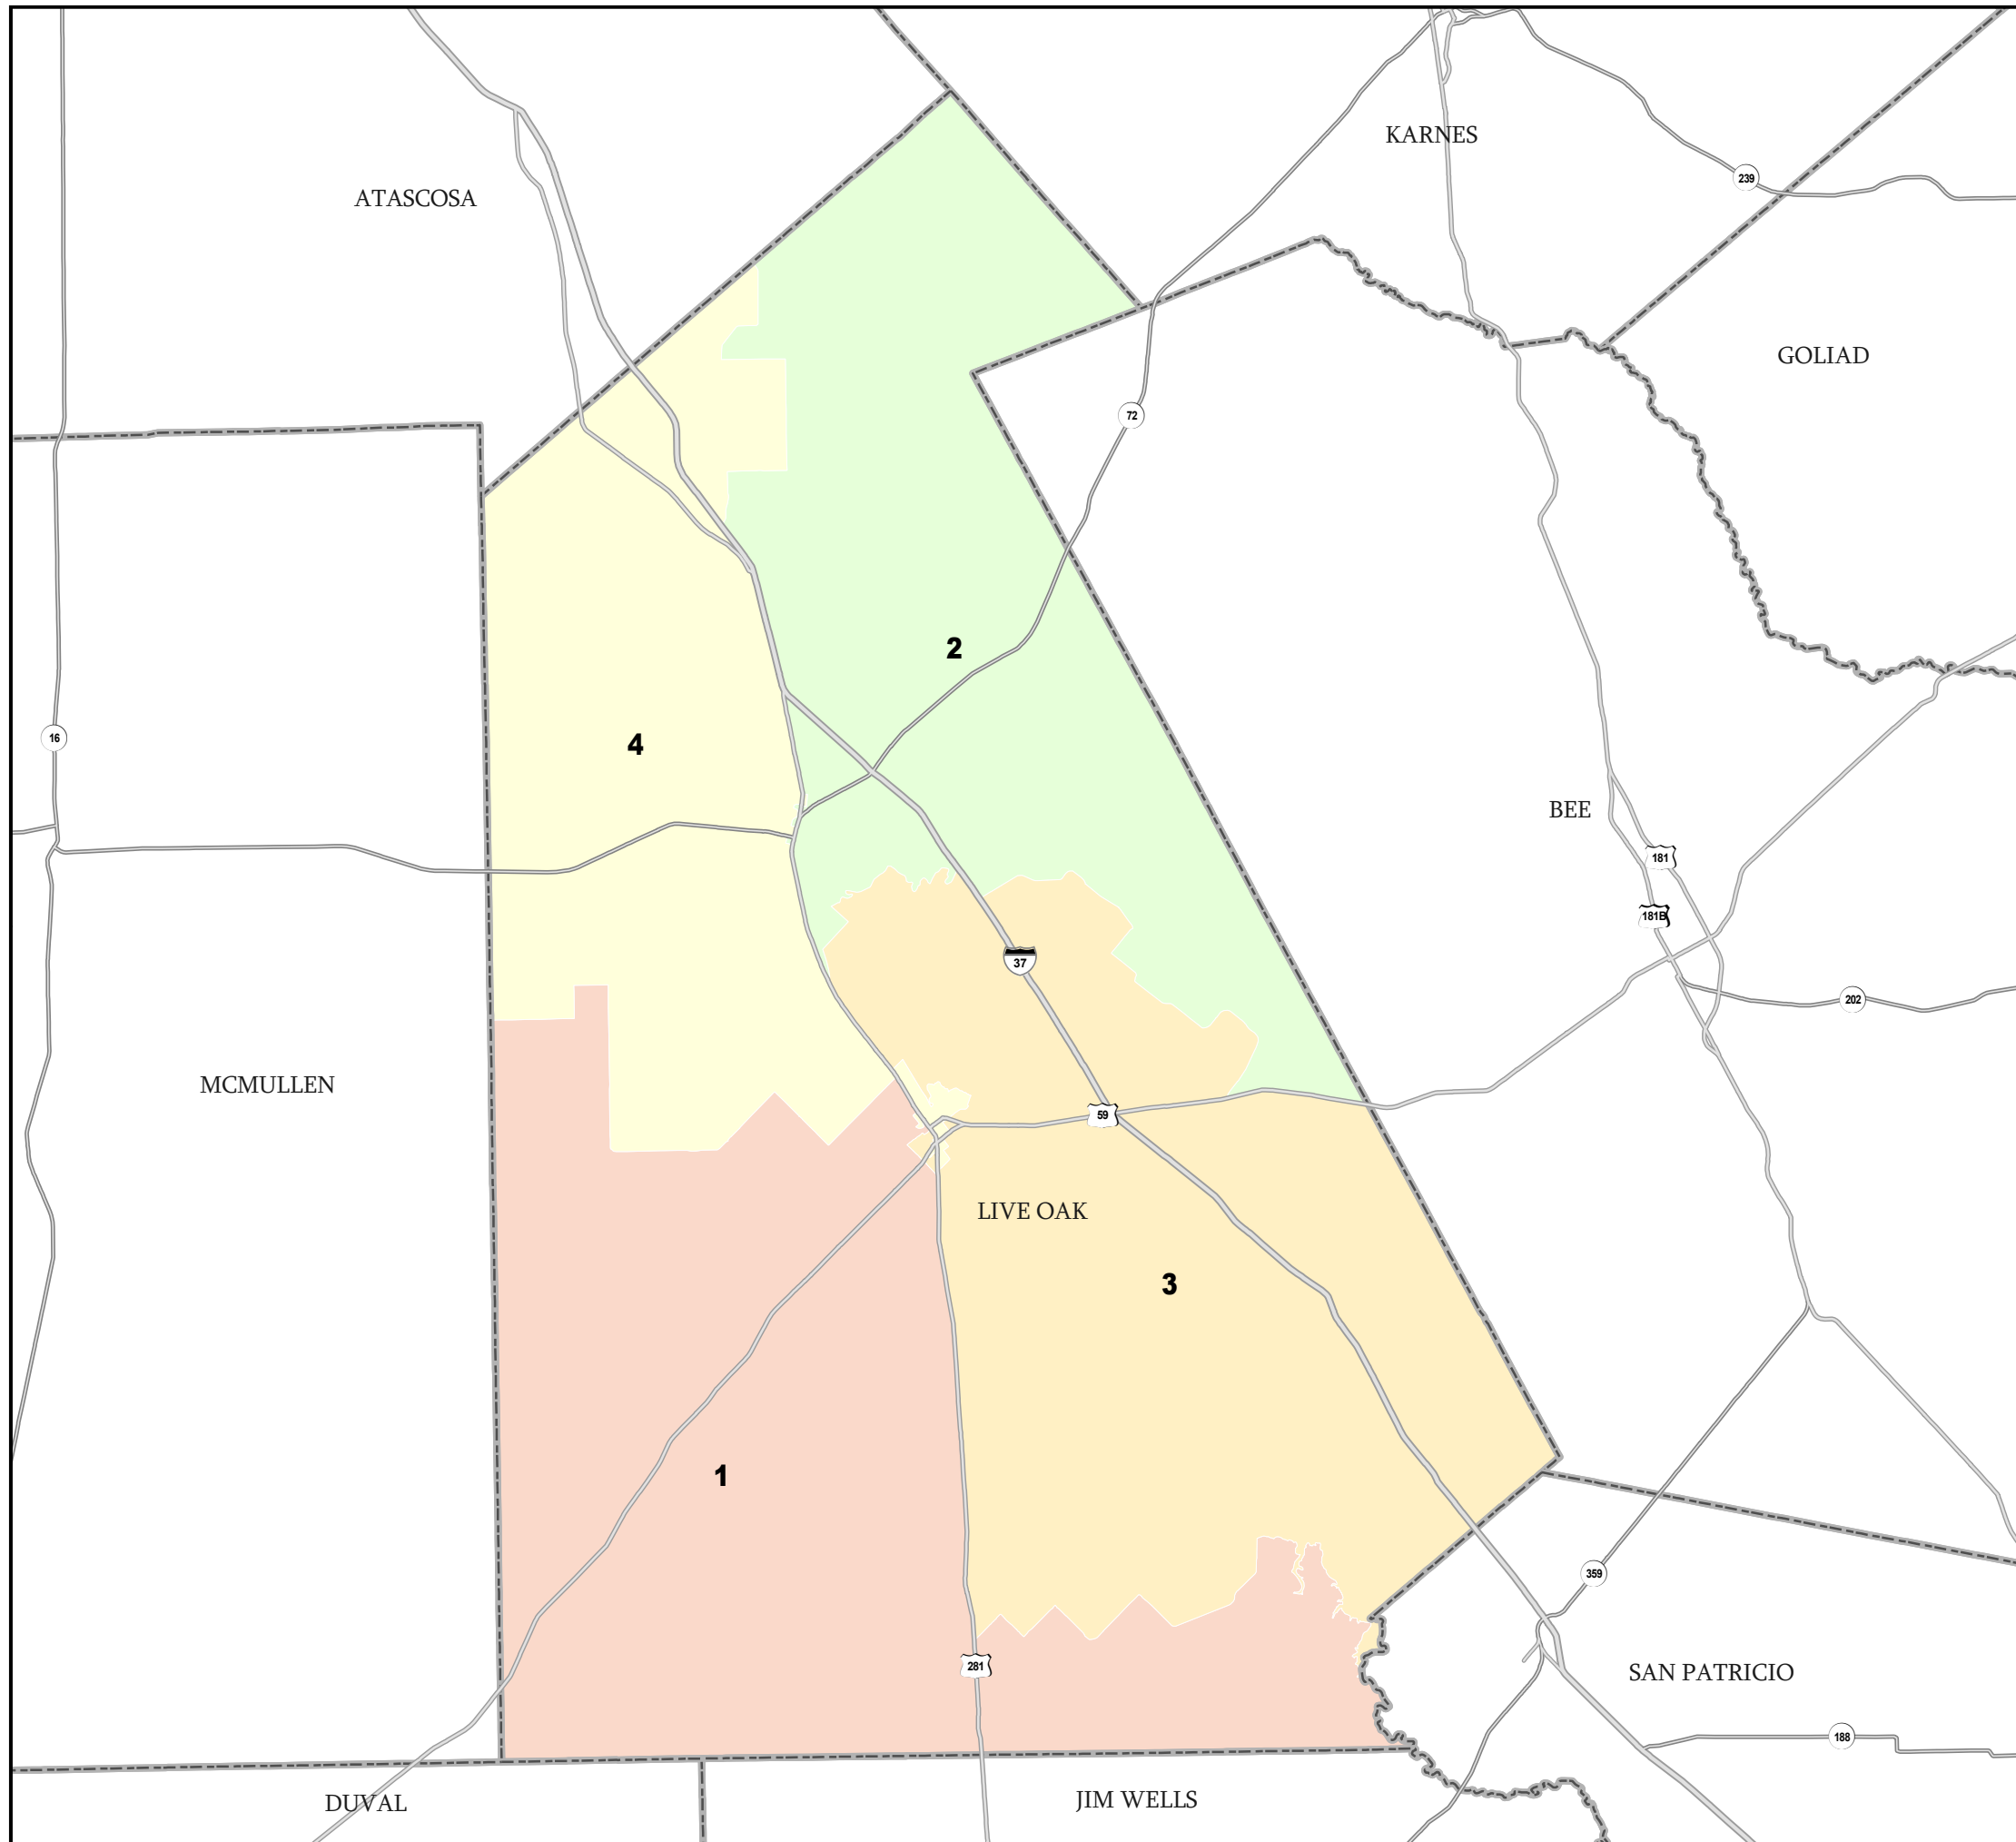 KARNES
239
ATASCOSA
GOLIAD
72
2
16
4
BEE
181
181B
37
202
MCMULLEN
59
LIVE OAK
3
1
359
281
SAN PATRICIO
188
JIM WELLS
DUVAL